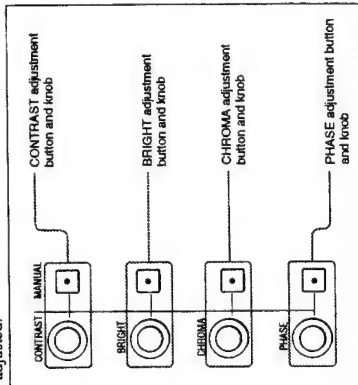 adjusted.
CONTRAST
MANUAL
CONTRAST adjustment
button and knob
BRIGHT
BRIGHT adjustment
button and knob
CHROMA
CHROMA adjustment
button and knob
PHASE
PHASE adjustment button
and knob